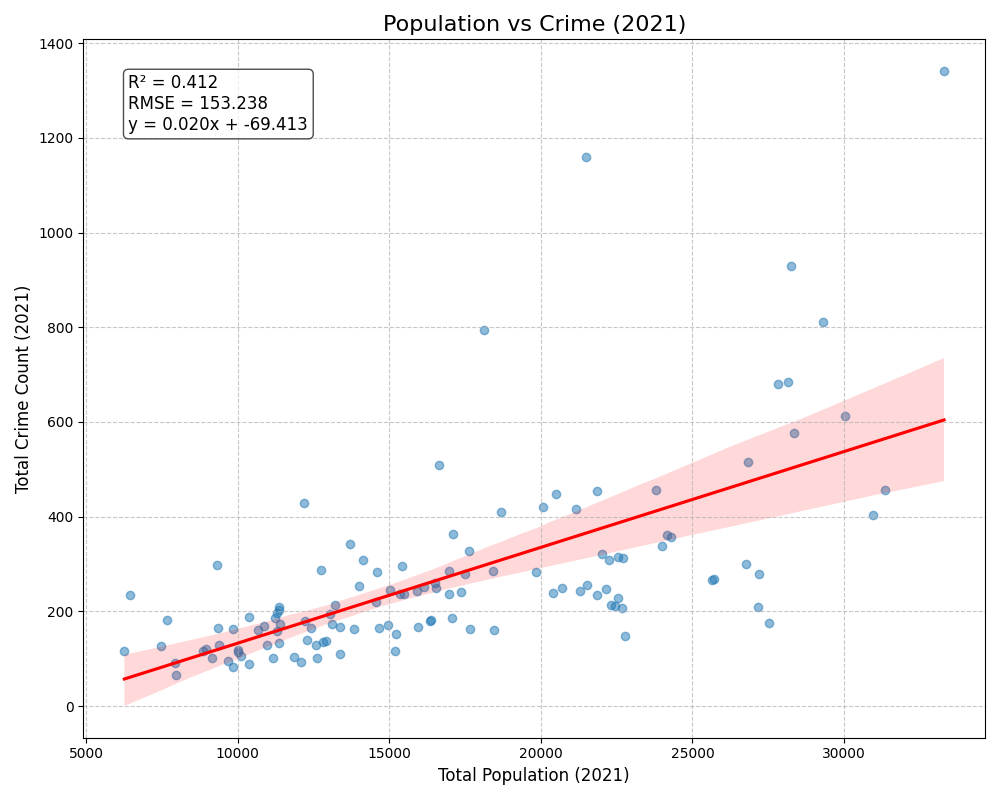 Population vs Crime (2021)
R² = 0.412
RMSE = 153.238
y = 0.020x + -69.413
Total Crime Count (2021)
1400
1200
1000
800
600
400
200
0
5000 10000 15000 20000 25000 30000
Total Population (2021)